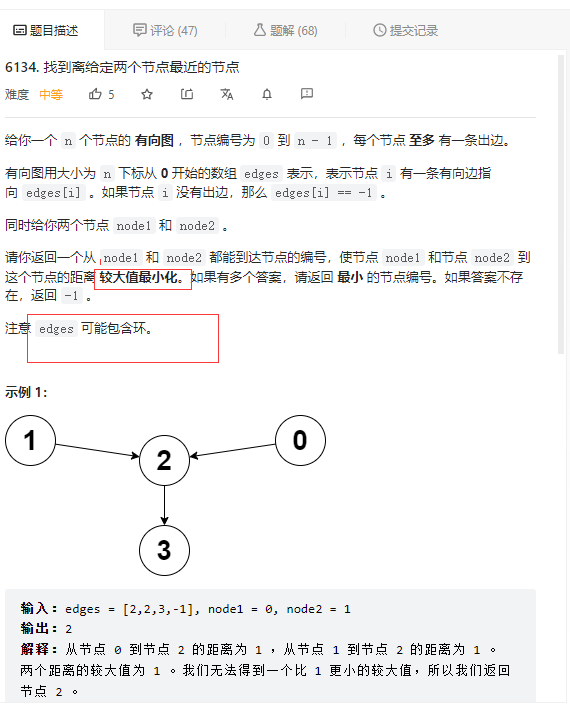 题目描述 评论 (47) 题解 (68) 提交记录
6134. 找到离给定两个节点最近的节点
难度 中等 5
给你一个 n 个节点的 有向图 ，节点编号为 0 到 n - 1 ，每个节点 至多 有一条出边。
有向图用大小为 n 下标从 0 开始的数组 edges 表示，表示节点 i 有一条有向边指
向 edges[i] 。如果节点 i 没有出边，那么 edges[i] == -1 。
同时给你两个节点 node1 和 node2 。
请你返回一个从 node1 和 node2 都能到达节点的编号，使节点 node1 和节点 node2 到
这个节点的距离 较大值最小化。如果有多个答案，请返回 最小 的节点编号。如果答案不存
在，返回 -1 。
注意 edges 可能包含环。
示例 1：
1 0
2
3
输入：edges = [2,2,3,-1], node1 = 0, node2 = 1
输出：2
解释：从节点 0 到节点 2 的距离为 1 ，从节点 1 到节点 2 的距离为 1 。
两个距离的较大值为 1 。我们无法得到一个比 1 更小的较大值，所以我们返回
节点 2 。